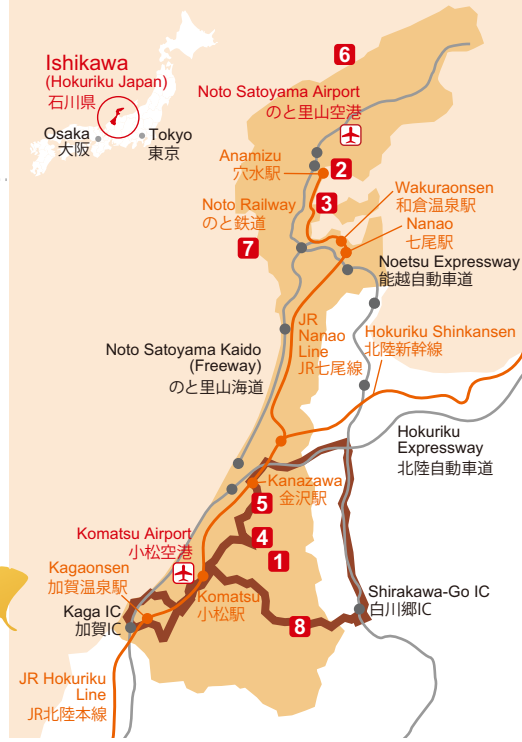 Ishikawa
(Hokuriku Japan)
石川県
Osaka
大阪
Tokyo
東京
6
Noto Satoyama Airport
のと里山空港
Anamizu
穴水駅
2
Noto Railway
のと鉄道
3
Wakuraonsen
和倉温泉駅
Nanao
七尾駅
7
Noetsu Expressway
能越自動車道
JR
Nanao
Line
JR七尾線
Hokuriku Shinkansen
北陸新幹線
Noto Satoyama Kaido
(Freeway)
のと里山海道
Hokuriku
Expressway
北陸自動車道
Kanazawa
金沢駅
5
4
1
Komatsu Airport
小松空港
Kagaonsen
加賀温泉駅
Komatsu
小松駅
Kaga IC
加賀IC
Shirakawa-Go IC
白川郷IC
8
JR Hokuriku
Line
JR北陸本線